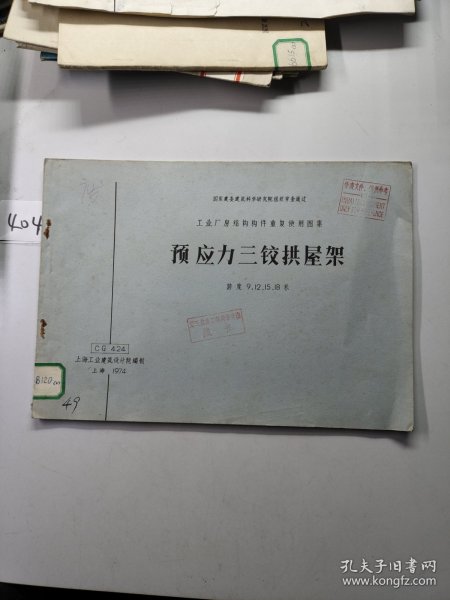 404
国家建委建筑科学研究院组织审查通过
工业厂房结构构件重复使用图集
预应力三铰拱屋架
跨度 9.12.15.18米
CG 424
上海工业建筑设计院编制
上海 1974
49
孔夫子旧书网
www.kongfz.com